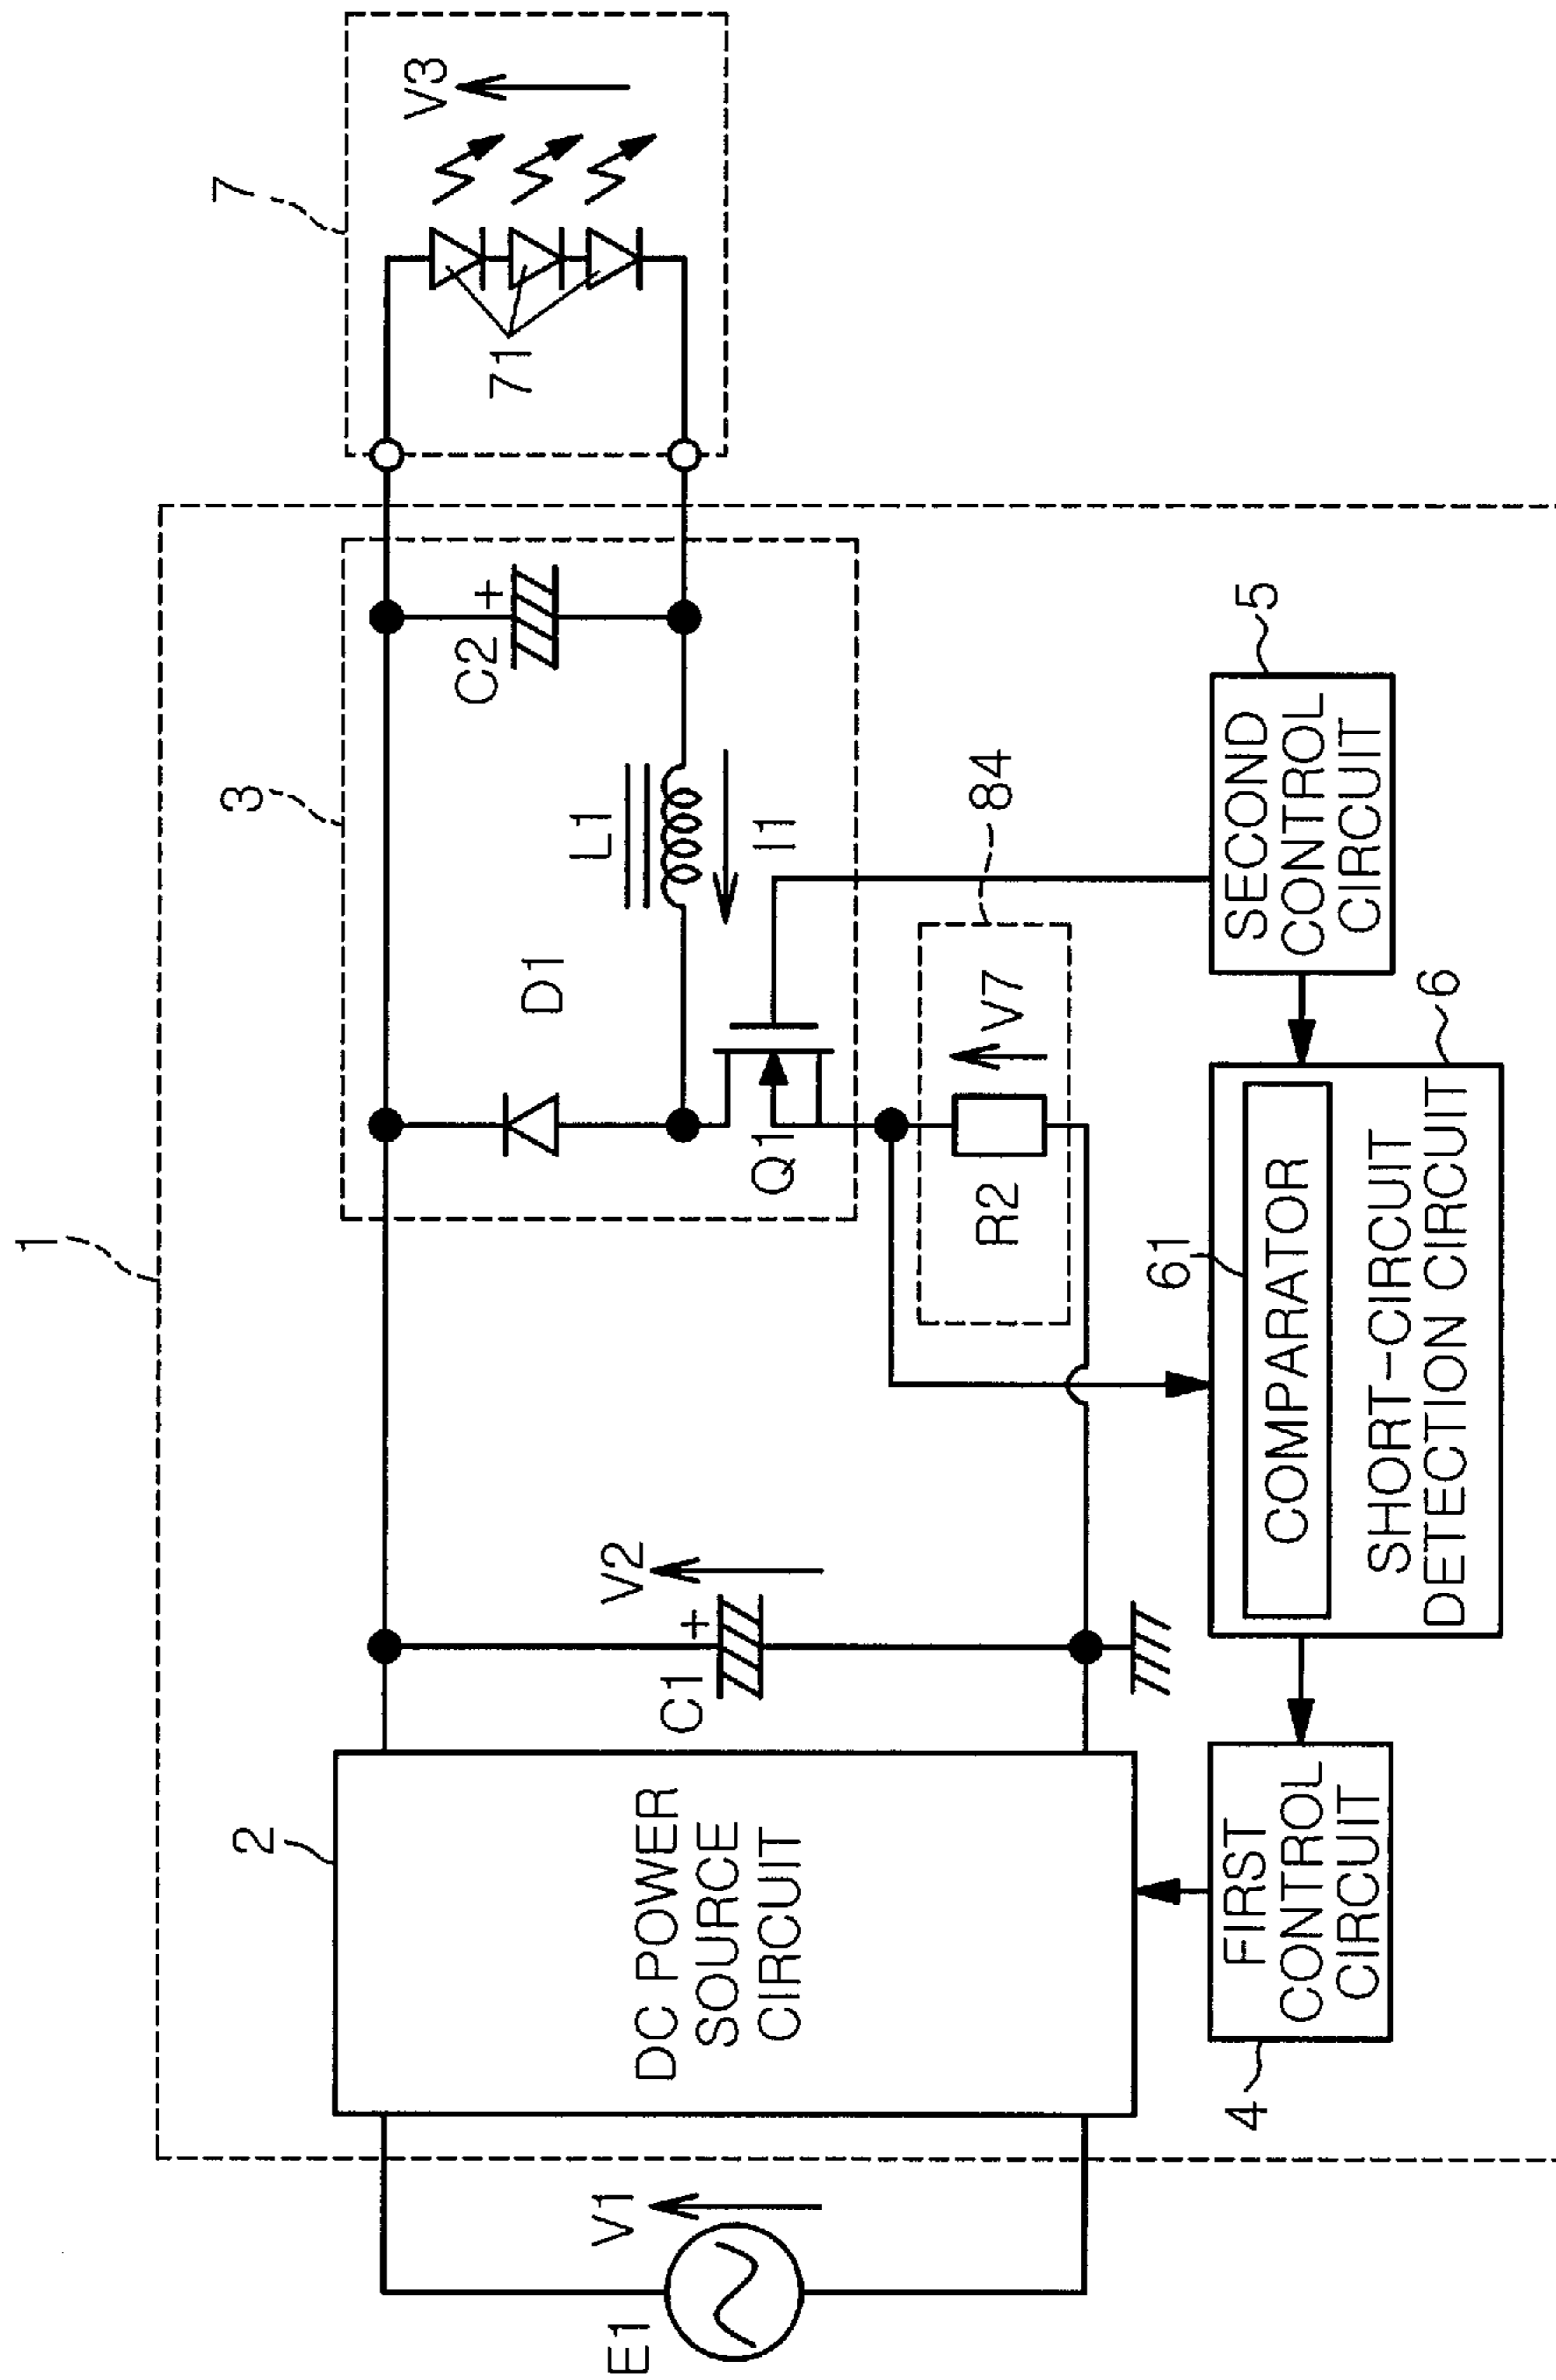 1
3
7
D1
L1
C2
+
I1
V3
71
E1
V1
2
DC POWER
SOURCE
CIRCUIT
C1
+
V2
Q1
R2
V7
84
4
FIRST
CONTROL
CIRCUIT
61
COMPARATOR
SHORT-CIRCUIT
DETECTION CIRCUIT
6
SECOND
CONTROL
CIRCUIT
5